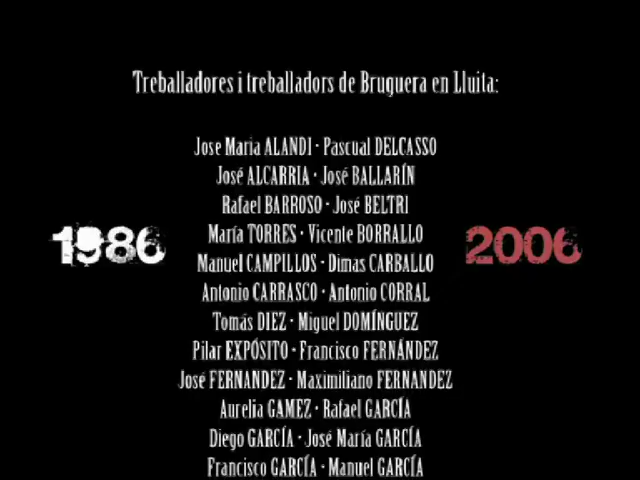 Treballadores i treballadors de Bruguera en Lluita:
Jose Maria ALANDI · Pascual DELCASSO
José ALCARRIA · José BALLARÍN
Rafael BARROSO · José BELTRI
María TORRES · Vicente BORRALLO
1986
2006
Manuel CAMPILLOS · Dimas CARBALLO
Antonio CARRASCO · Antonio CORRAL
Tomás DIEZ · Miguel DOMÍNGUEZ
Pilar EXPÓSITO · Francisco FERNÁNDEZ
José FERNANDEZ · Maximiliano FERNANDEZ
Aurelia GAMEZ · Rafael GARCÍA
Diego GARCÍA · José María GARCÍA
Francisco GARCÍA · Manuel GARCÍA